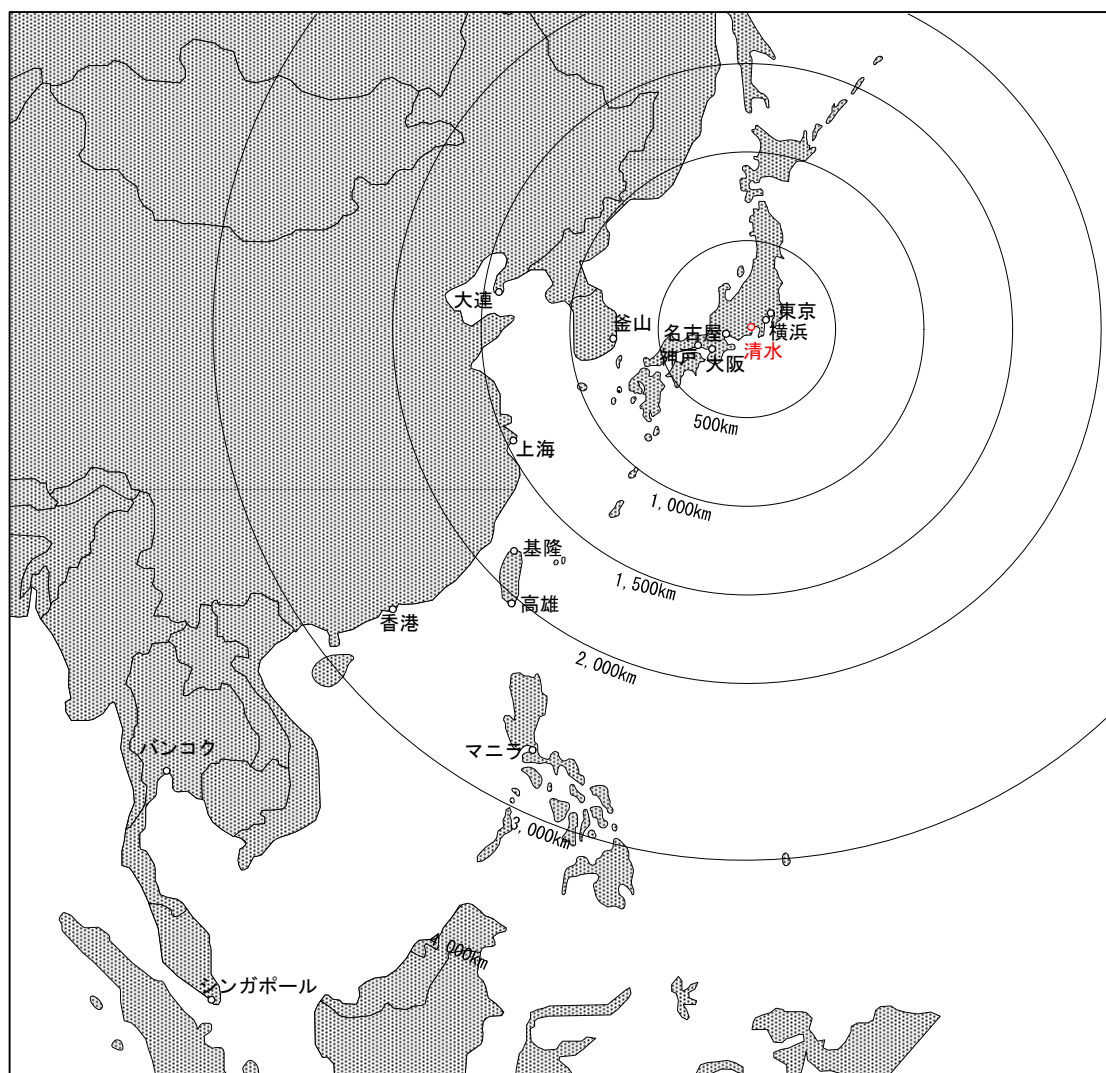 大連
東京
釜山
名古屋
横浜
神戸
大阪
清水
500km
上海
1,000km
基隆
1,500km
高雄
香港
2,000km
マニラ
バンコク
3,000km
4,000km
シンガポール